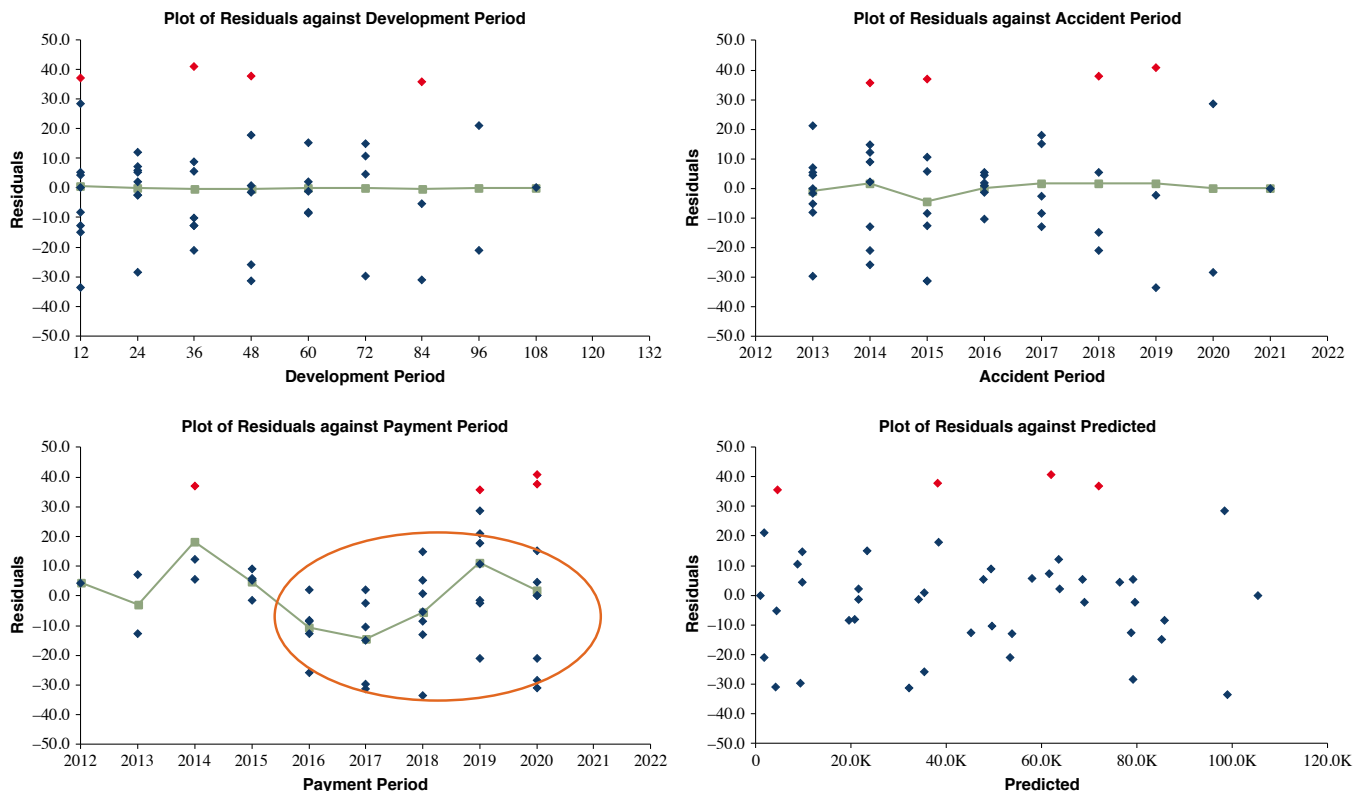 Plot of Residuals against Development Period
50.0
40.0
30.0
20.0
10.0
0.0
–10.0
–20.0
–30.0
–40.0
–50.0
Residuals
12 24 36 48 60 72 84 96 108 120 132
Development Period
Plot of Residuals against Accident Period
50.0
40.0
30.0
20.0
10.0
0.0
–10.0
–20.0
–30.0
–40.0
–50.0
Residuals
2012 2013 2014 2015 2016 2017 2018 2019 2020 2021 2022
Accident Period
Plot of Residuals against Payment Period
50.0
40.0
30.0
20.0
10.0
0.0
–10.0
–20.0
–30.0
–40.0
–50.0
Residuals
2012 2013 2014 2015 2016 2017 2018 2019 2020 2021 2022
Payment Period
Plot of Residuals against Predicted
50.0
40.0
30.0
20.0
10.0
0.0
–10.0
–20.0
–30.0
–40.0
–50.0
Residuals
0 20.0K 40.0K 60.0K 80.0K 100.0K 120.0K
Predicted